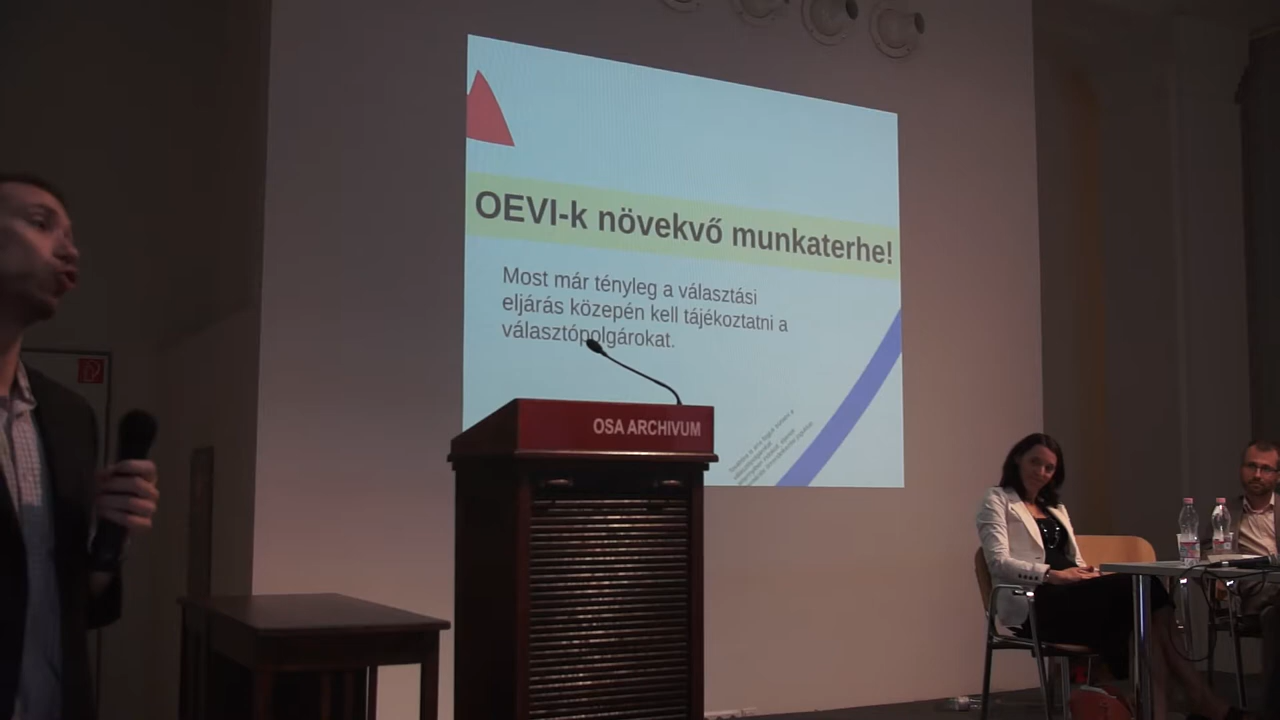 OEVI-k növekvő munkaterhe!
Most már tényleg a választási
eljárás közepén kell tájékoztatni a
választópolgárokat.
OSA ARCHIVUM